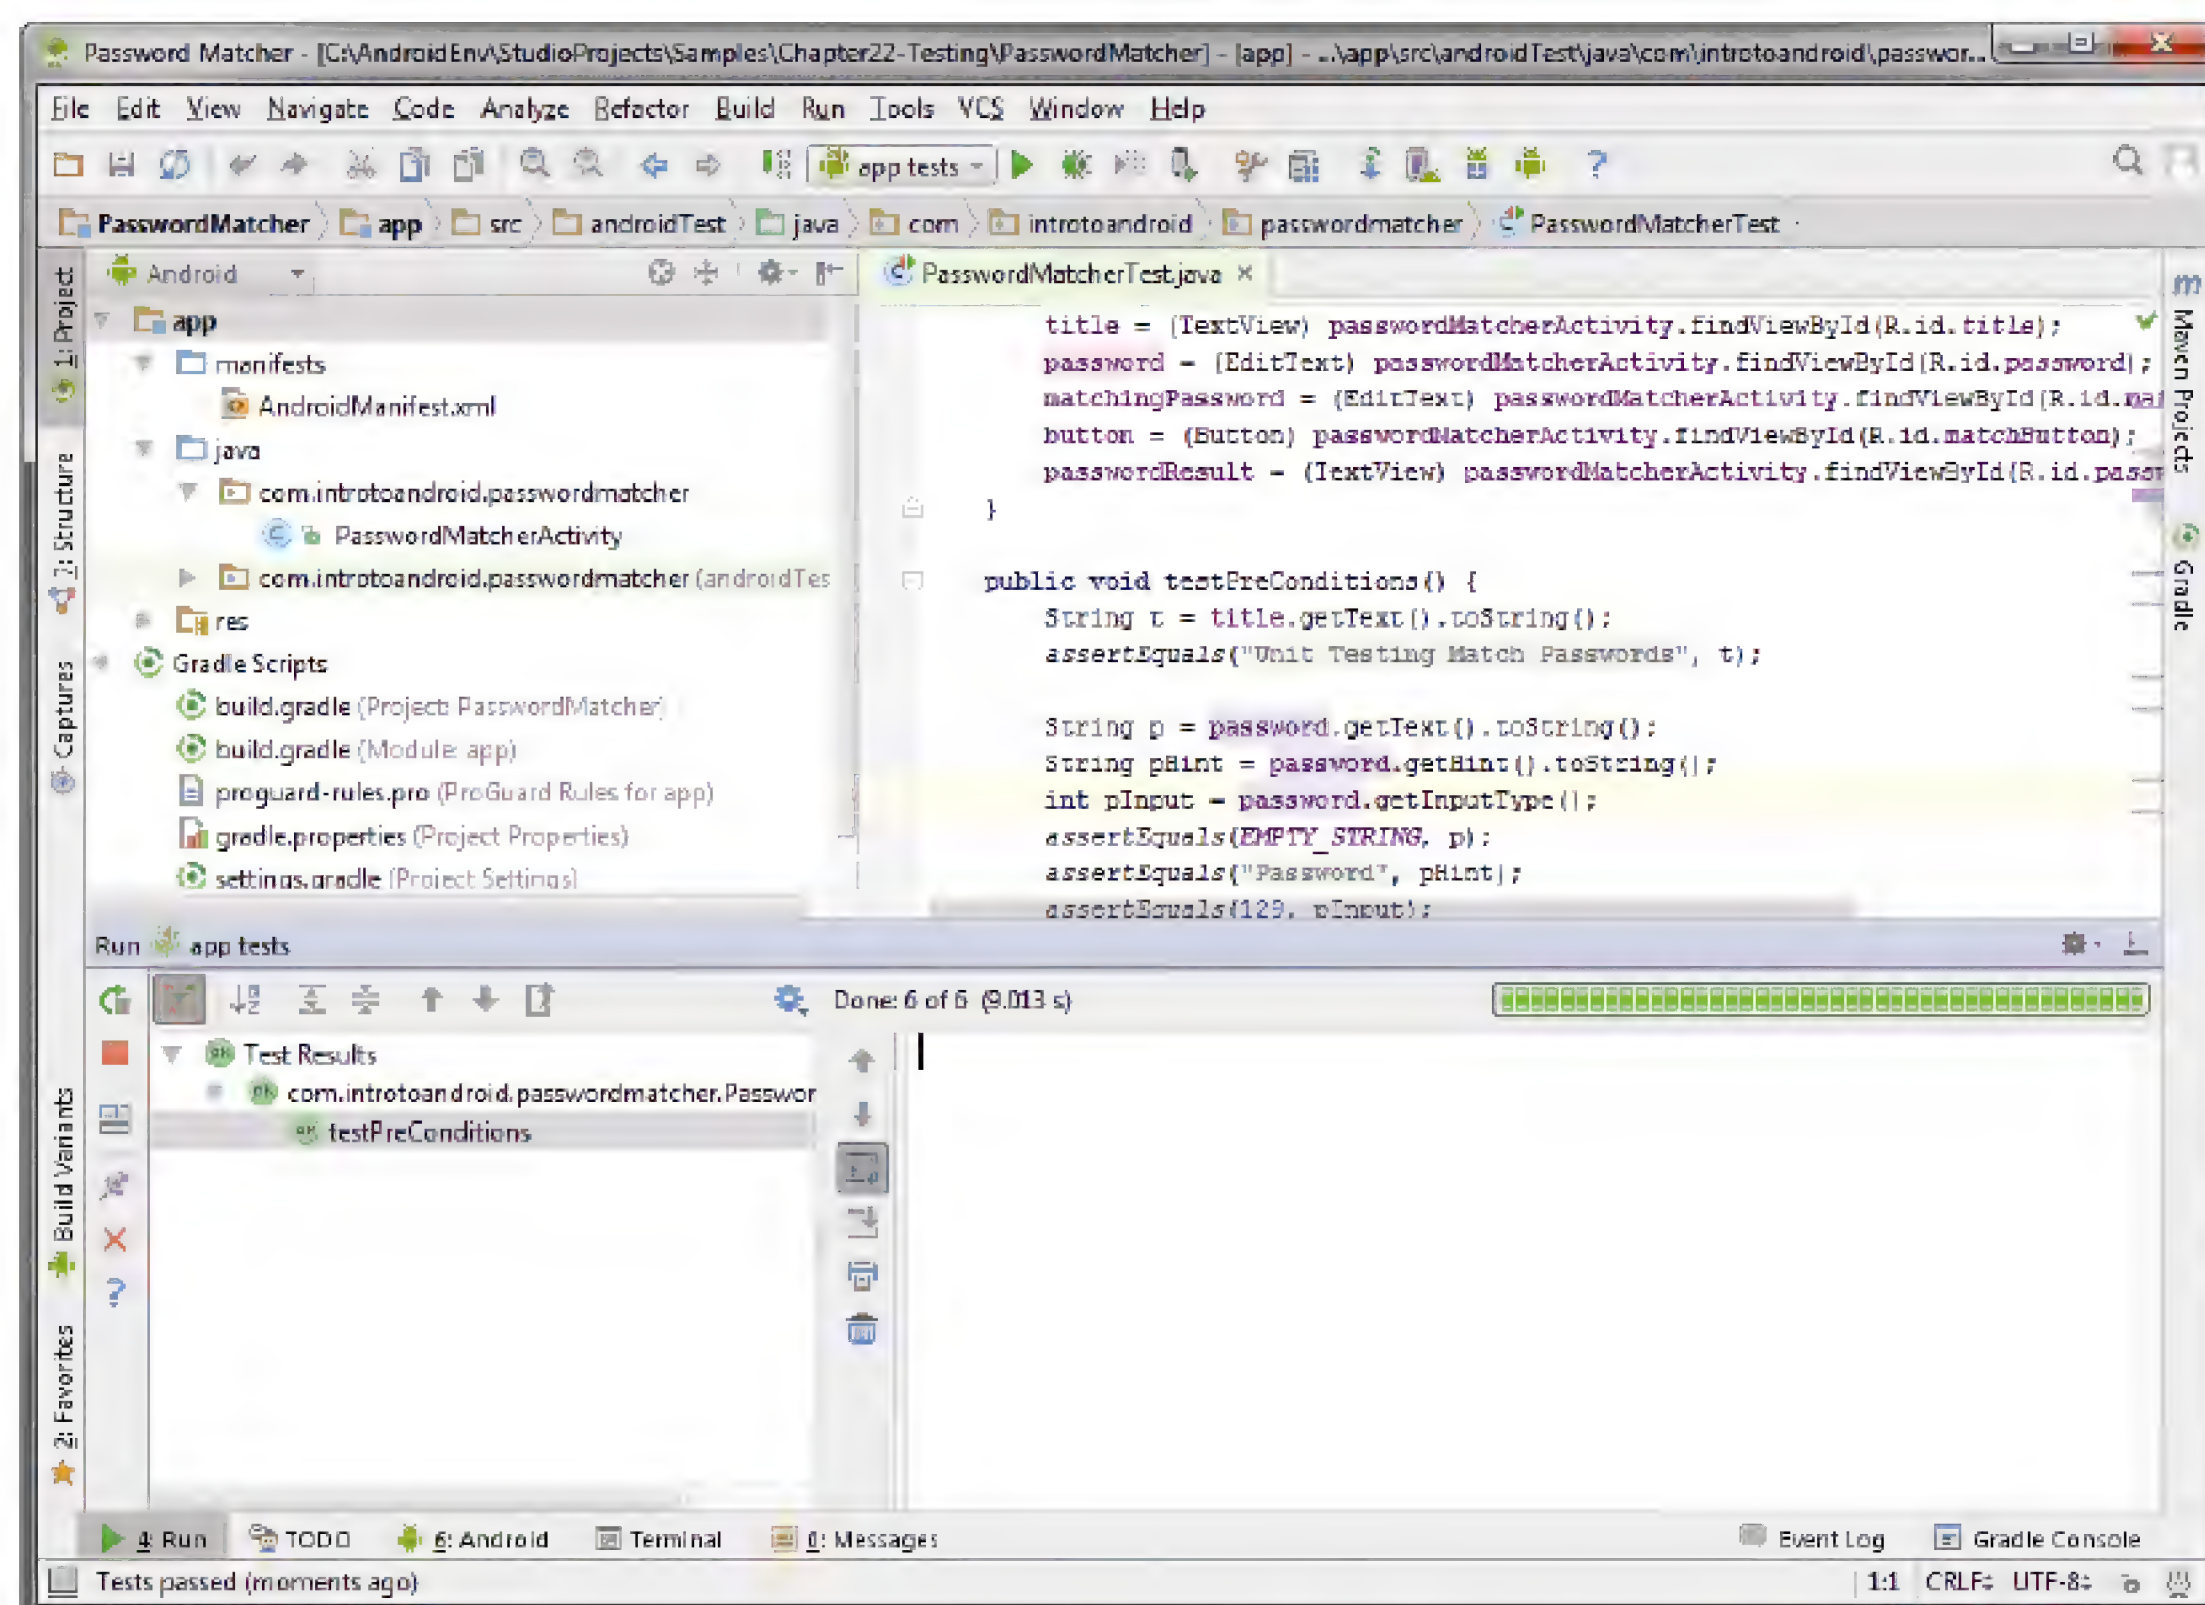 Password Matcher - [C:\AndroidEnv\StudioProjects\Samples\Chapter22-Testing\PasswordMatcher] - [app] - ...\app\src\androidTest\java\com\introtoandroid\passwor...
File Edit View Navigate Code Analyze Refactor Build Run Tools VCS Window Help
app tests
PasswordMatcher app src androidTest java com introtoandroid passwordmatcher PasswordMatcherTest
Android
PasswordMatcherTest.java
1: Project
7: Structure
Captures
Build Variants
2: Favorites
app
manifests
AndroidManifest.xml
java
com.introtoandroid.passwordmatcher
PasswordMatcherActivity
com.introtoandroid.passwordmatcher (androidTes
res
Gradle Scripts
build.gradle (Project: PasswordMatcher)
build.gradle (Module: app)
proguard-rules.pro (ProGuard Rules for app)
gradle.properties (Project Properties)
settings.gradle (Project Settings)
title = (TextView) passwordMatcherActivity.findViewById(R.id.title);
password = (EditText) passwordMatcherActivity.findViewById(R.id.password);
matchingPassword = (EditText) passwordMatcherActivity.findViewById(R.id.mat
button = (Button) passwordMatcherActivity.findViewById(R.id.matchButton);
passwordResult = (TextView) passwordMatcherActivity.findViewById(R.id.passw
}
public void testPreConditions() {
String t = title.getText().toString();
assertEquals("Unit Testing Match Passwords", t);
String p = password.getText().toString();
String pHint = password.getHint().toString();
int pInput = password.getInputType();
assertEquals(EMPTY_STRING, p);
assertEquals("Password", pHint);
assertEquals(129, pInput);
Maven Projects
Gradle
Run app tests
Done: 6 of 6 (9.013 s)
Test Results
com.introtoandroid.passwordmatcher.Passwor
testPreConditions
4: Run TODO 6: Android Terminal 0: Messages Event Log Gradle Console
Tests passed (moments ago) 1:1 CRLF UTF-8